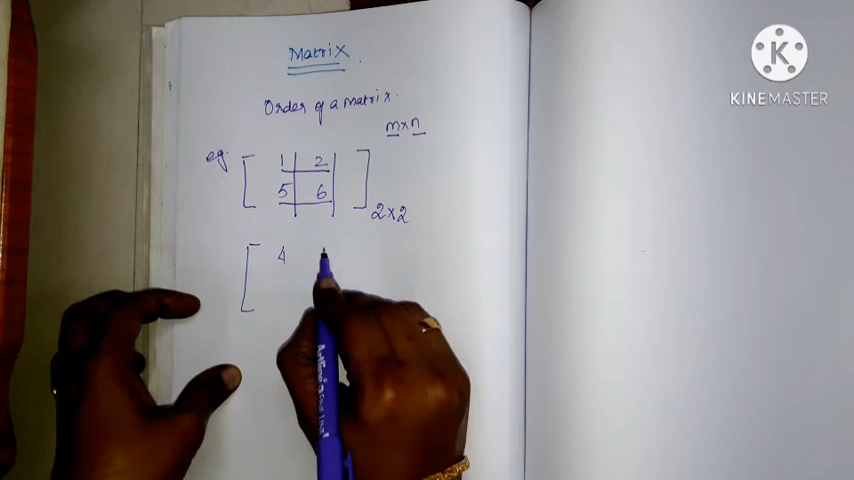 Matrix.
Order of a matrix.
m×n
eg: [ 1 2
5 6 ] 2×2
[ 4
K
KINEMASTER